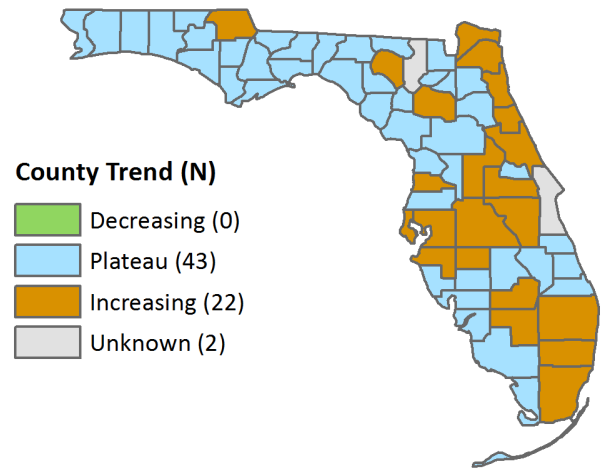 County Trend (N)
Decreasing (0)
Plateau (43)
Increasing (22)
Unknown (2)